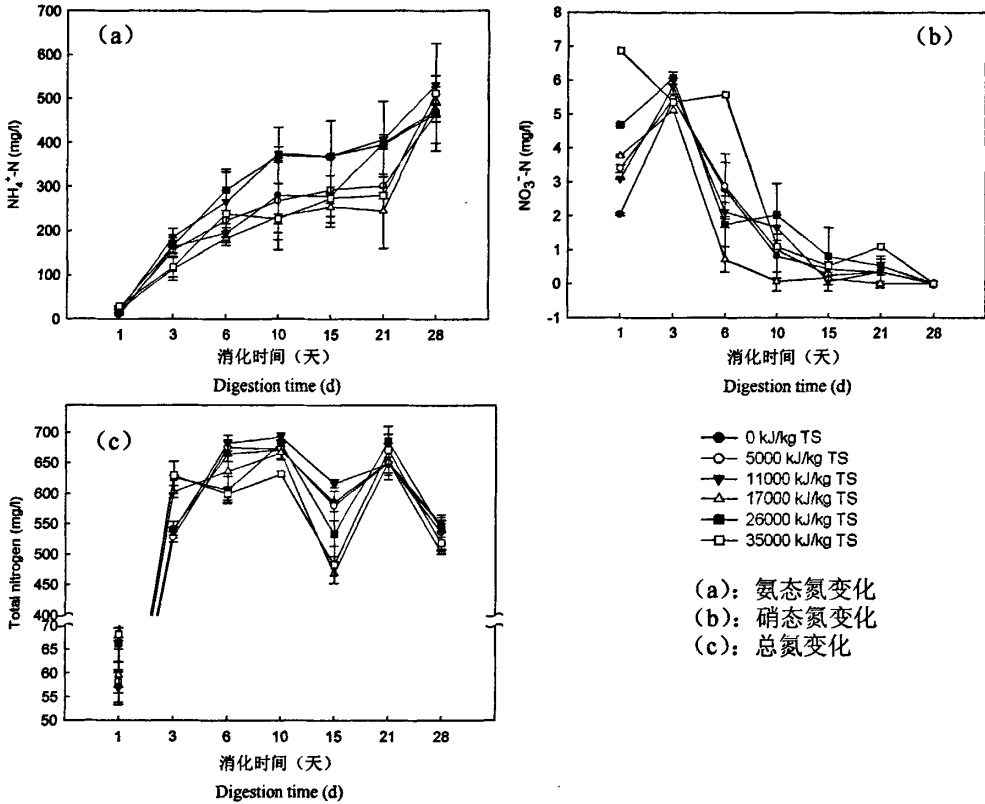 (a)
NH₄⁺-N (mg/l)
700
600
500
400
300
200
100
0
1 3 6 10 15 21 28
消化时间（天）
Digestion time (d)
(b)
NO₃⁻-N (mg/l)
8
7
6
5
4
3
2
1
0
-1
1 3 6 10 15 21 28
消化时间（天）
Digestion time (d)
(c)
Total nitrogen (mg/l)
700
650
600
550
500
450
400
70
65
60
55
50
1 3 6 10 15 21 28
消化时间（天）
Digestion time (d)
0 kJ/kg TS
5000 kJ/kg TS
11000 kJ/kg TS
17000 kJ/kg TS
26000 kJ/kg TS
35000 kJ/kg TS
(a): 氨态氮变化
(b): 硝态氮变化
(c): 总氮变化